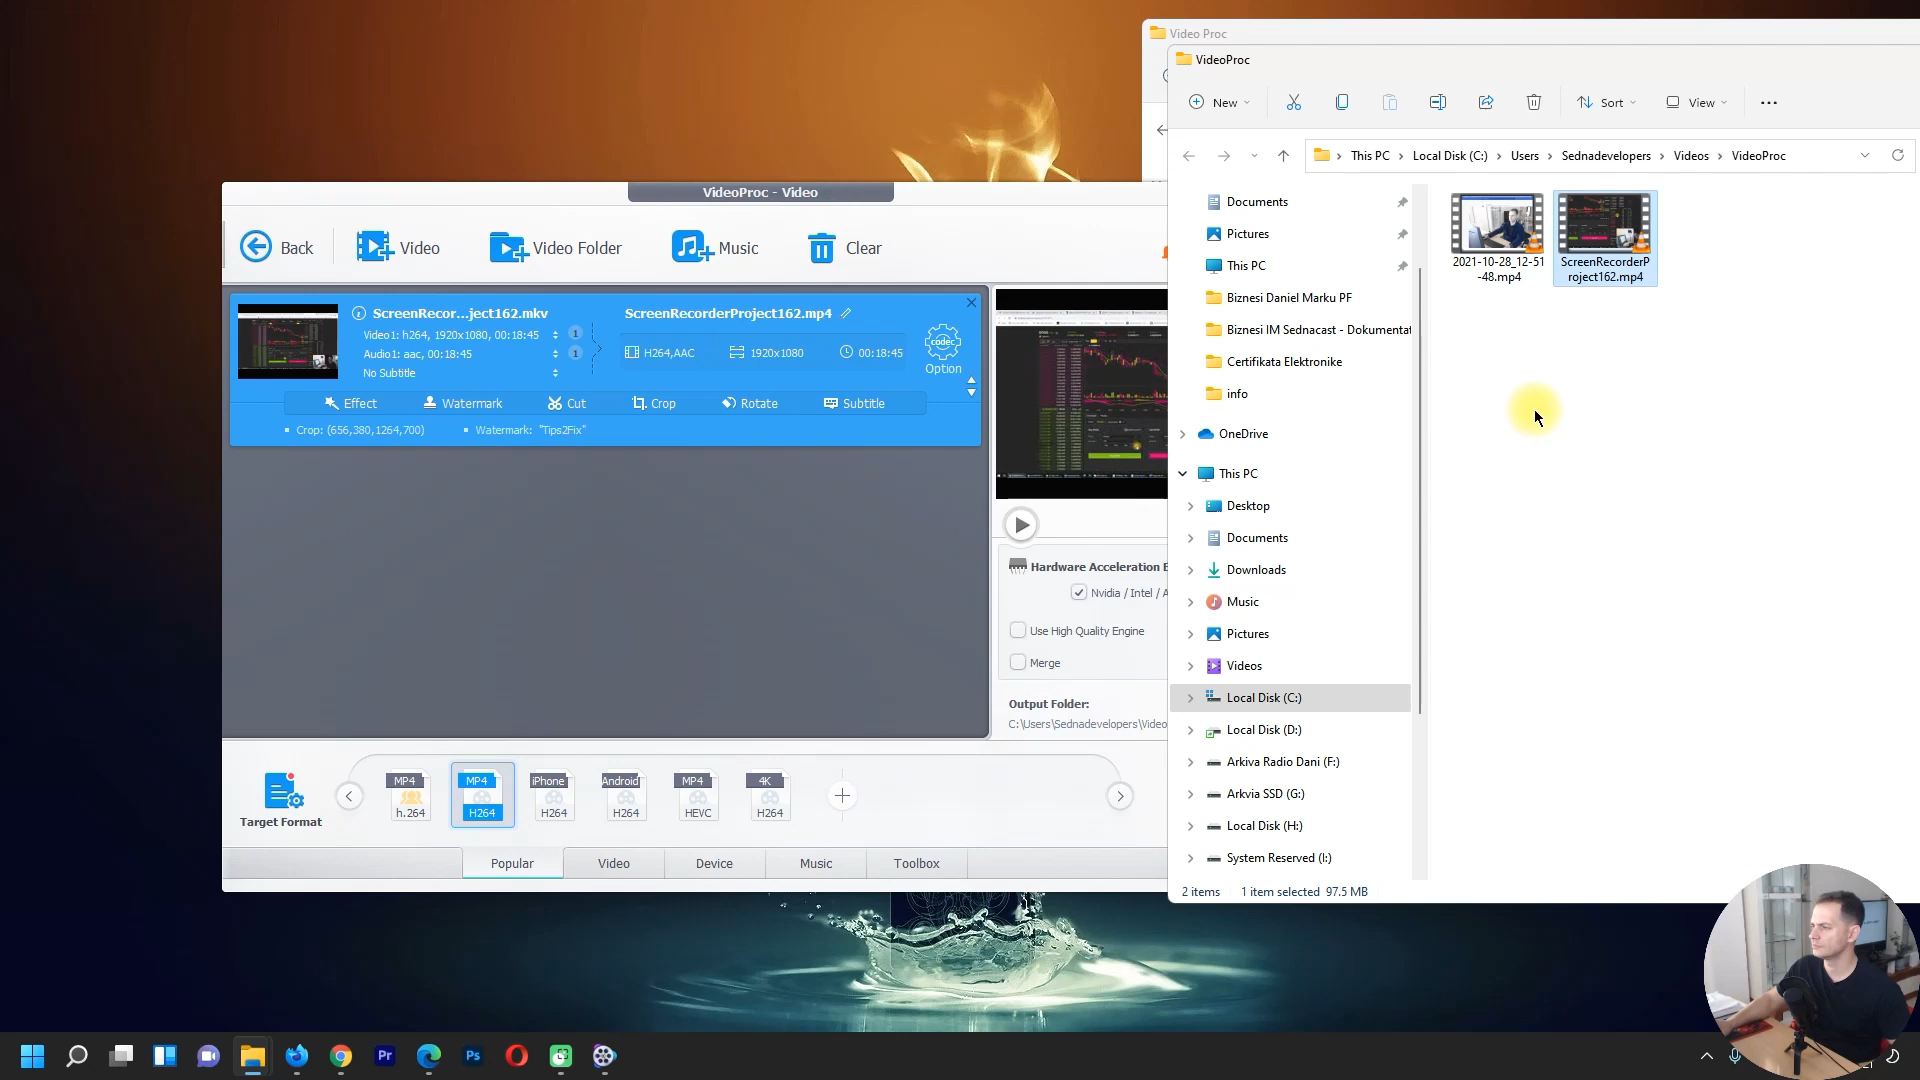 Video Proc
VideoProc
New
Sort
View
This PC
Local Disk (C:)
Users
Sednadevelopers
Videos
VideoProc
VideoProc - Video
Back
Video
Video Folder
Music
Clear
ScreenRecor...ject162.mkv
Video1: h264, 1920x1080, 00:18:45
1
Audio1: aac, 00:18:45
1
No Subtitle
ScreenRecorderProject162.mp4
H264,AAC
1920x1080
00:18:45
codec
Option
Effect
Watermark
Cut
Crop
Rotate
Subtitle
Crop: (656,380,1264,700)
Watermark: "Tips2Fix"
Hardware Acceleration E
Nvidia / Intel / A
Use High Quality Engine
Merge
Output Folder:
C:\Users\Sednadevelopers\Video
Target Format
MP4
h.264
MP4
H264
iPhone
H264
Android
H264
MP4
HEVC
4K
H264
Popular
Video
Device
Music
Toolbox
Documents
Pictures
This PC
Biznesi Daniel Marku PF
Biznesi IM Sednacast - Dokumentat
Certifikata Elektronike
info
OneDrive
This PC
Desktop
Documents
Downloads
Music
Pictures
Videos
Local Disk (C:)
Local Disk (D:)
Arkiva Radio Dani (F:)
Arkvia SSD (G:)
Local Disk (H:)
System Reserved (I:)
2021-10-28_12-51
-48.mp4
ScreenRecorderP
roject162.mp4
2 items
1 item selected 97.5 MB
Pr
Ps